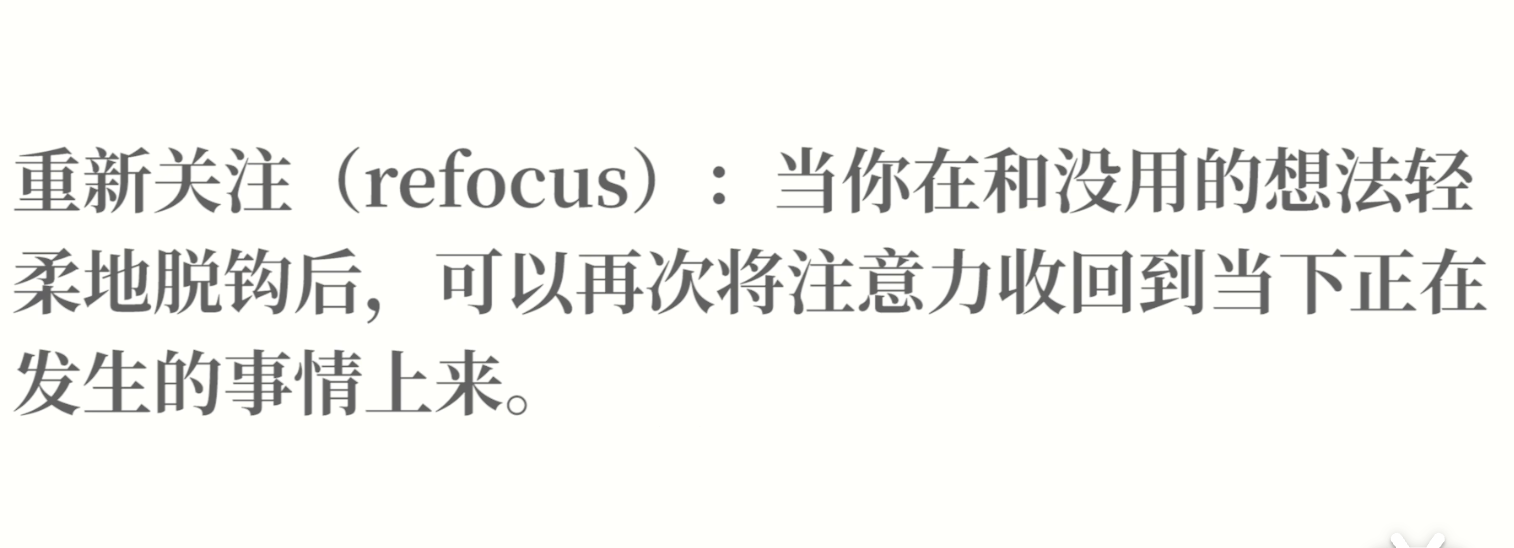 重新关注（refocus）：当你在和没用的想法轻
柔地脱钩后，可以再次将注意力收回到当下正在
发生的事情上来。